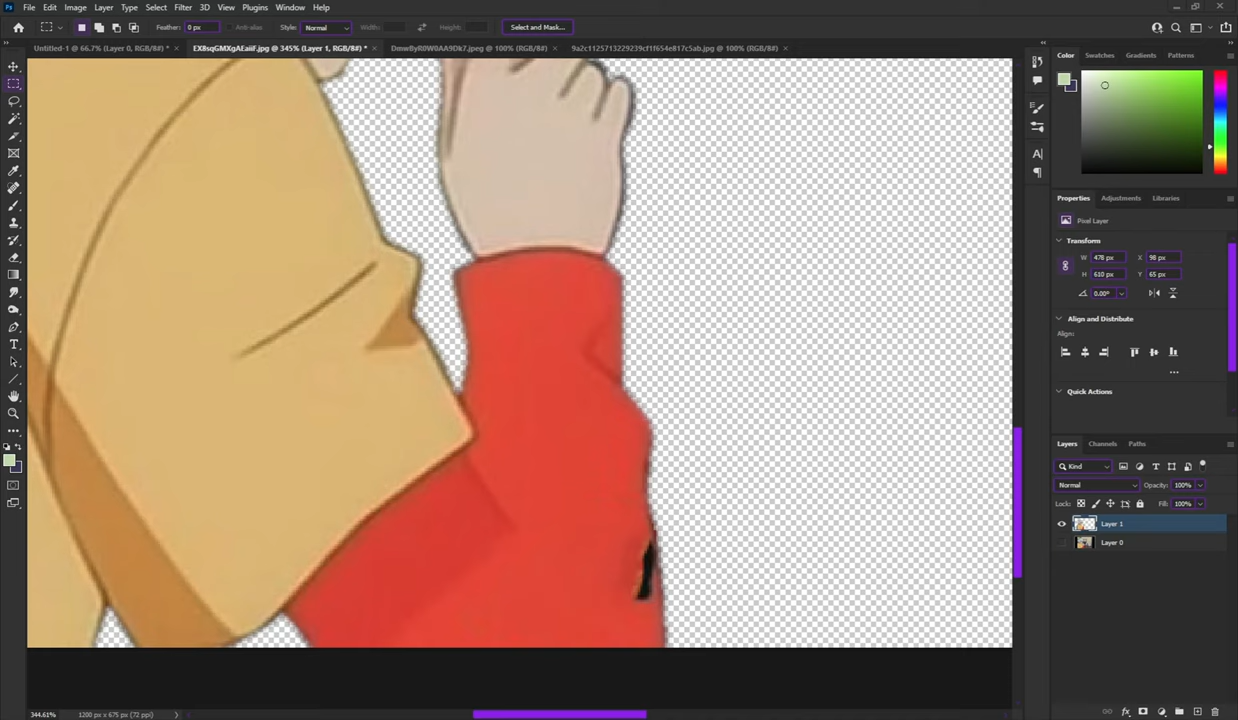 Ps File Edit Image Layer Type Select Filter 3D View Plugins Window Help
Feather: 0 px Anti-alias Style: Normal Width: Height: Select and Mask...
Untitled-1 @ 66.7% (Layer 0, RGB/8#) * × EX8sqGMXgAEaiiF.jpg @ 345% (Layer 1, RGB/8#) * × DmwByR0W0AA9Dk7.jpeg @ 100% (RGB/8#) × 9a2c1125713229239cf1f654e817c5ab.jpg @ 100% (RGB/8#) ×
Color Swatches Gradients Patterns
Properties Adjustments Libraries
Pixel Layer
Transform
W 478 px X 98 px
H 610 px Y 65 px
0.00°
Align and Distribute
Align:
...
Quick Actions
Layers Channels Paths
Kind
Normal Opacity: 100%
Lock: Fill: 100%
Layer 1
Layer 0
fx
344.61% 1200 px x 675 px (72 ppi)